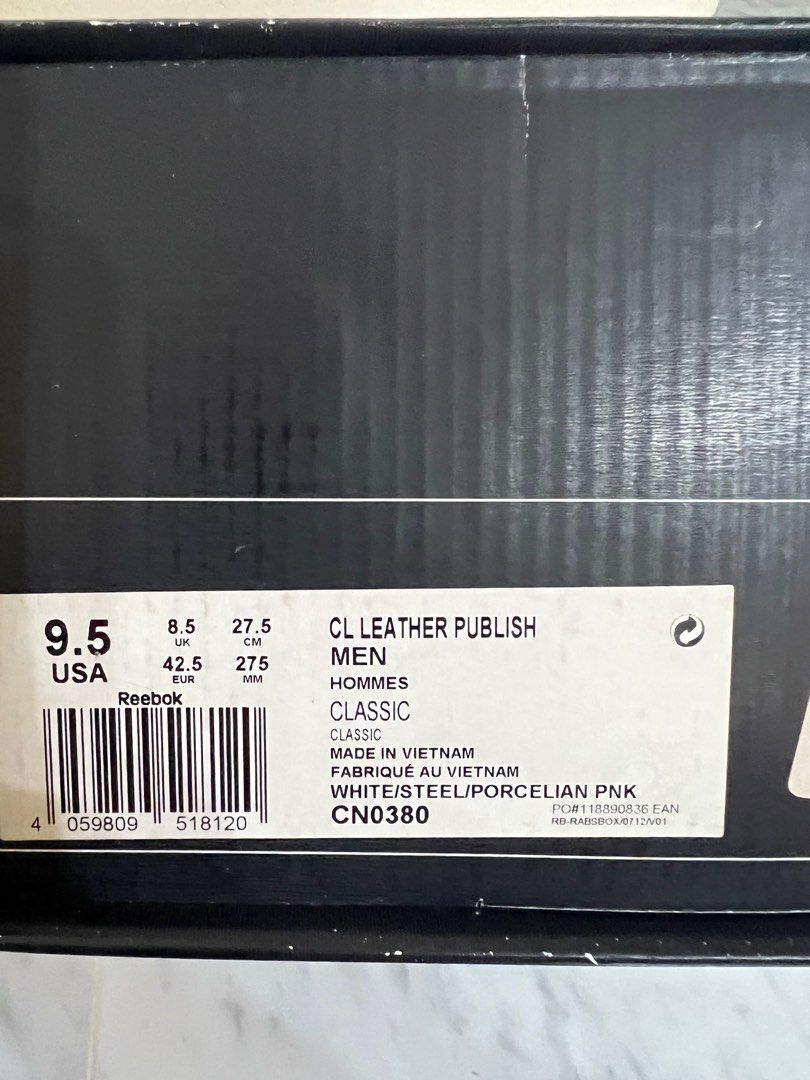 9.5
USA
8.5
UK
27.5
CM
42.5
EUR
275
MM
Reebok
4 059809 518120
CL LEATHER PUBLISH
MEN
HOMMES
CLASSIC
CLASSIC
MADE IN VIETNAM
FABRIQUÉ AU VIETNAM
WHITE/STEEL/PORCELIAN PNK
CN0380
PO#118890836 EAN
RB-RABSBOX/0712/V01